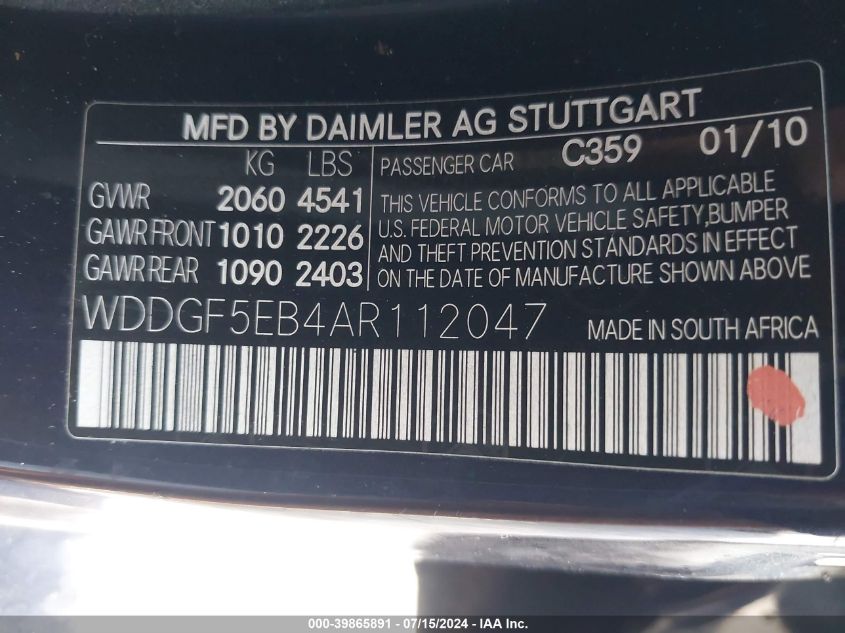 MFD BY DAIMLER AG STUTTGART
KG LBS
GVWR 2060 4541
GAWR FRONT 1010 2226
GAWR REAR 1090 2403
PASSENGER CAR C359 01/10
THIS VEHICLE CONFORMS TO ALL APPLICABLE
U.S. FEDERAL MOTOR VEHICLE SAFETY,BUMPER
AND THEFT PREVENTION STANDARDS IN EFFECT
ON THE DATE OF MANUFACTURE SHOWN ABOVE
WDDGF5EB4AR112047 MADE IN SOUTH AFRICA
000-39865891 - 07/15/2024 - IAAI.com